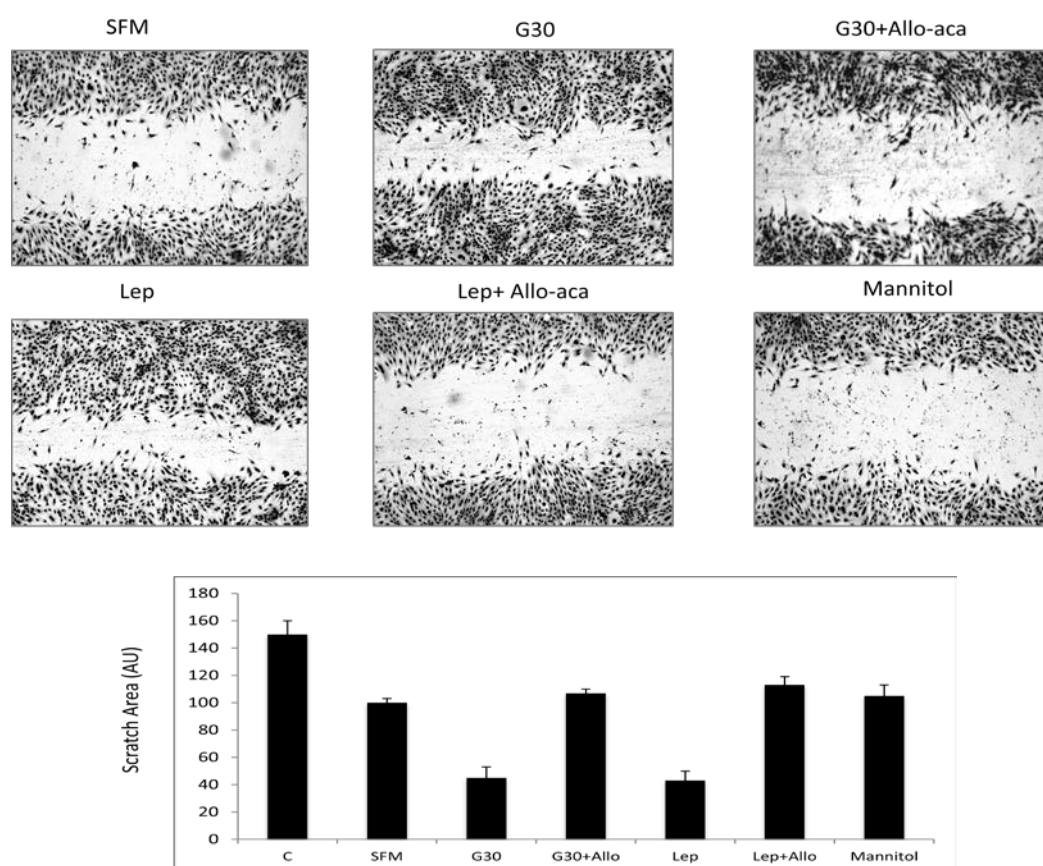 SFM
G30
G30+Allo-aca
Lep
Lep+ Allo-aca
Mannitol
Scratch Area (AU)
180
160
140
120
100
80
60
40
20
0
C
SFM
G30
G30+Allo
Lep
Lep+Allo
Mannitol